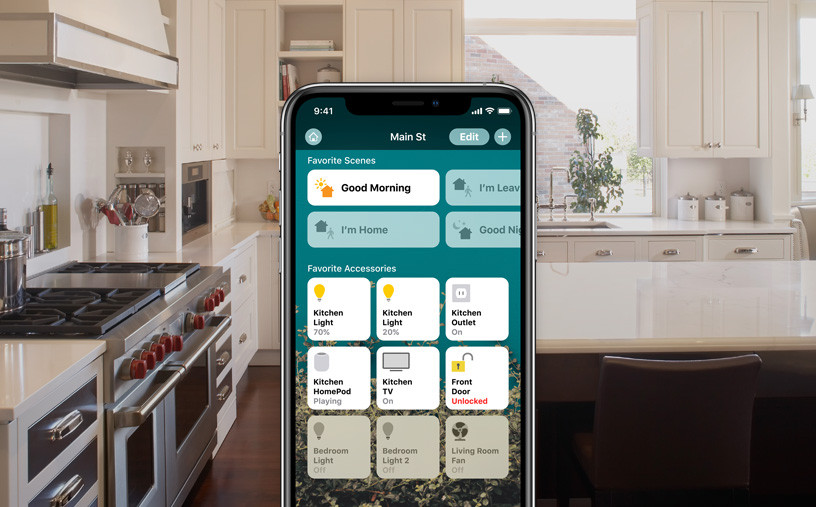 9:41
Main St
Edit
Favorite Scenes
Good Morning
I'm Leav
I'm Home
Good Nig
Favorite Accessories
Kitchen
Light
70%
Kitchen
Light
20%
Kitchen
Outlet
On
Kitchen
HomePod
Playing
Kitchen
TV
On
Front
Door
Unlocked
Bedroom
Light
Off
Bedroom
Light 2
Off
Living Room
Fan
Off